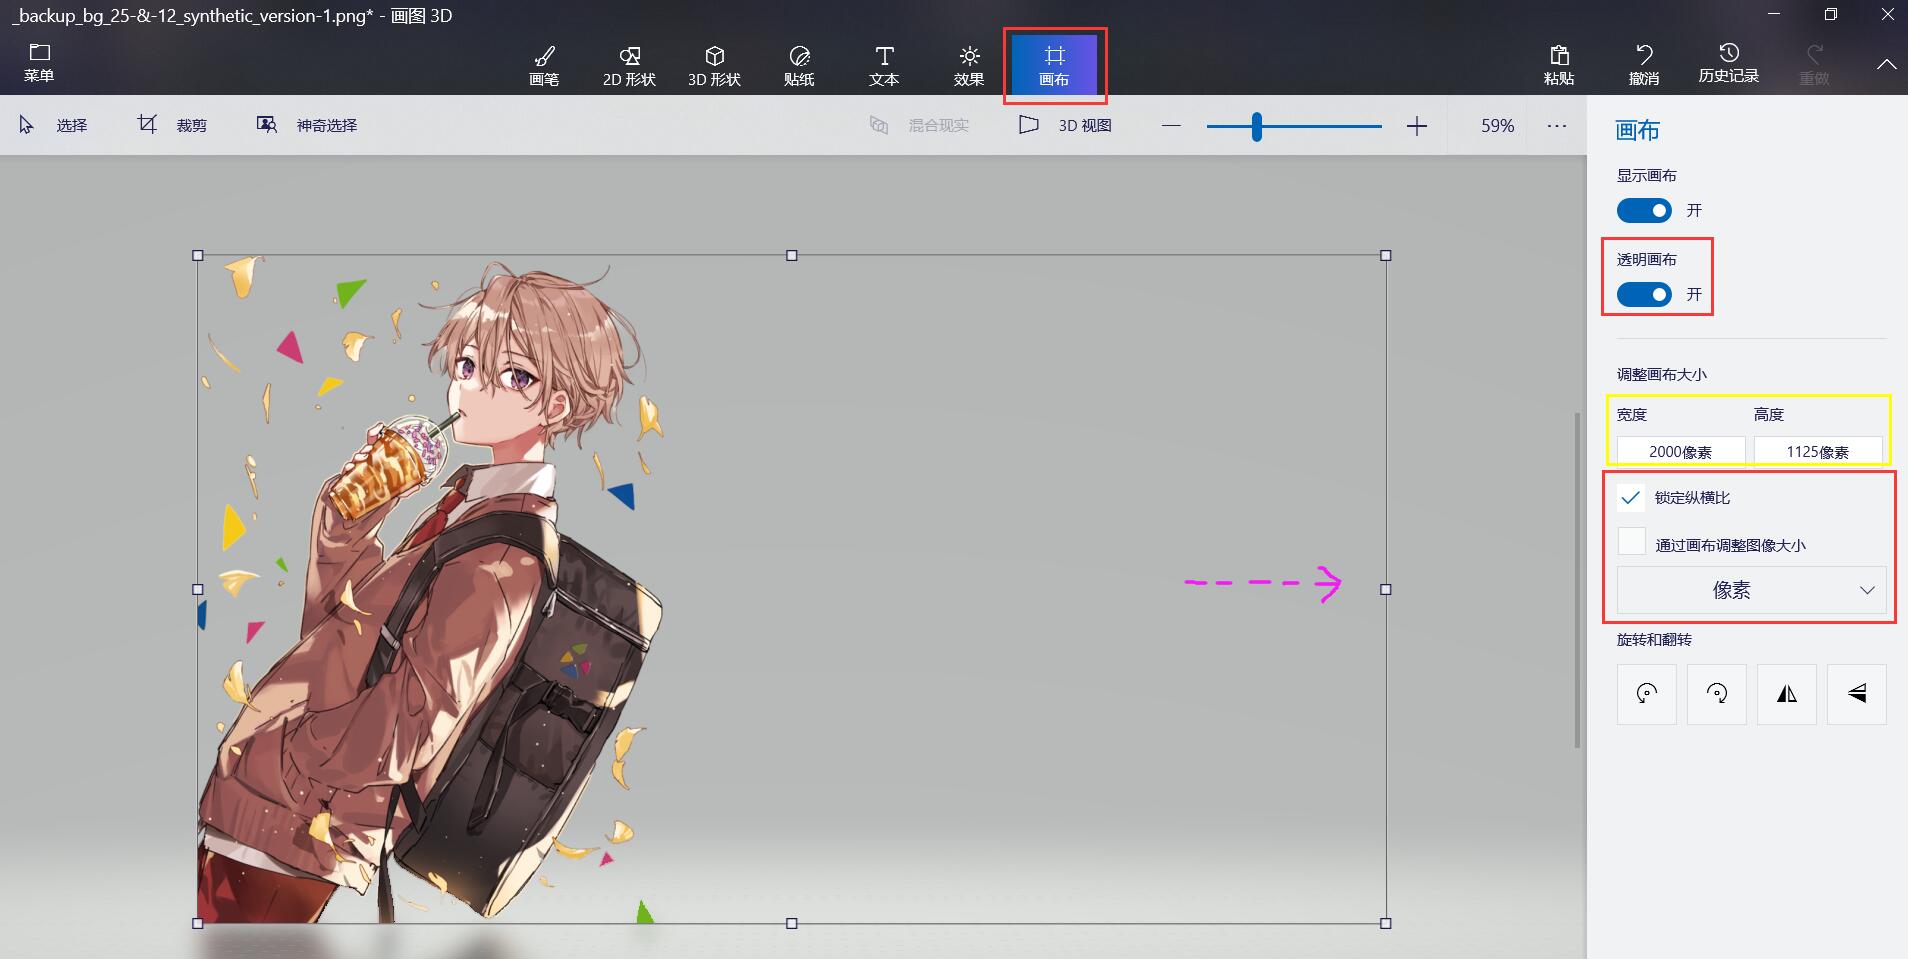 _backup_bg_25-&-12_synthetic_version-1.png* - 画图 3D
菜单
画笔
2D 形状
3D 形状
贴纸
文本
效果
画布
粘贴
撤消
历史记录
重做
选择
裁剪
神奇选择
混合现实
3D 视图
59%
画布
显示画布
开
透明画布
开
调整画布大小
宽度 高度
2000像素 1125像素
锁定纵横比
通过画布调整图像大小
像素
旋转和翻转